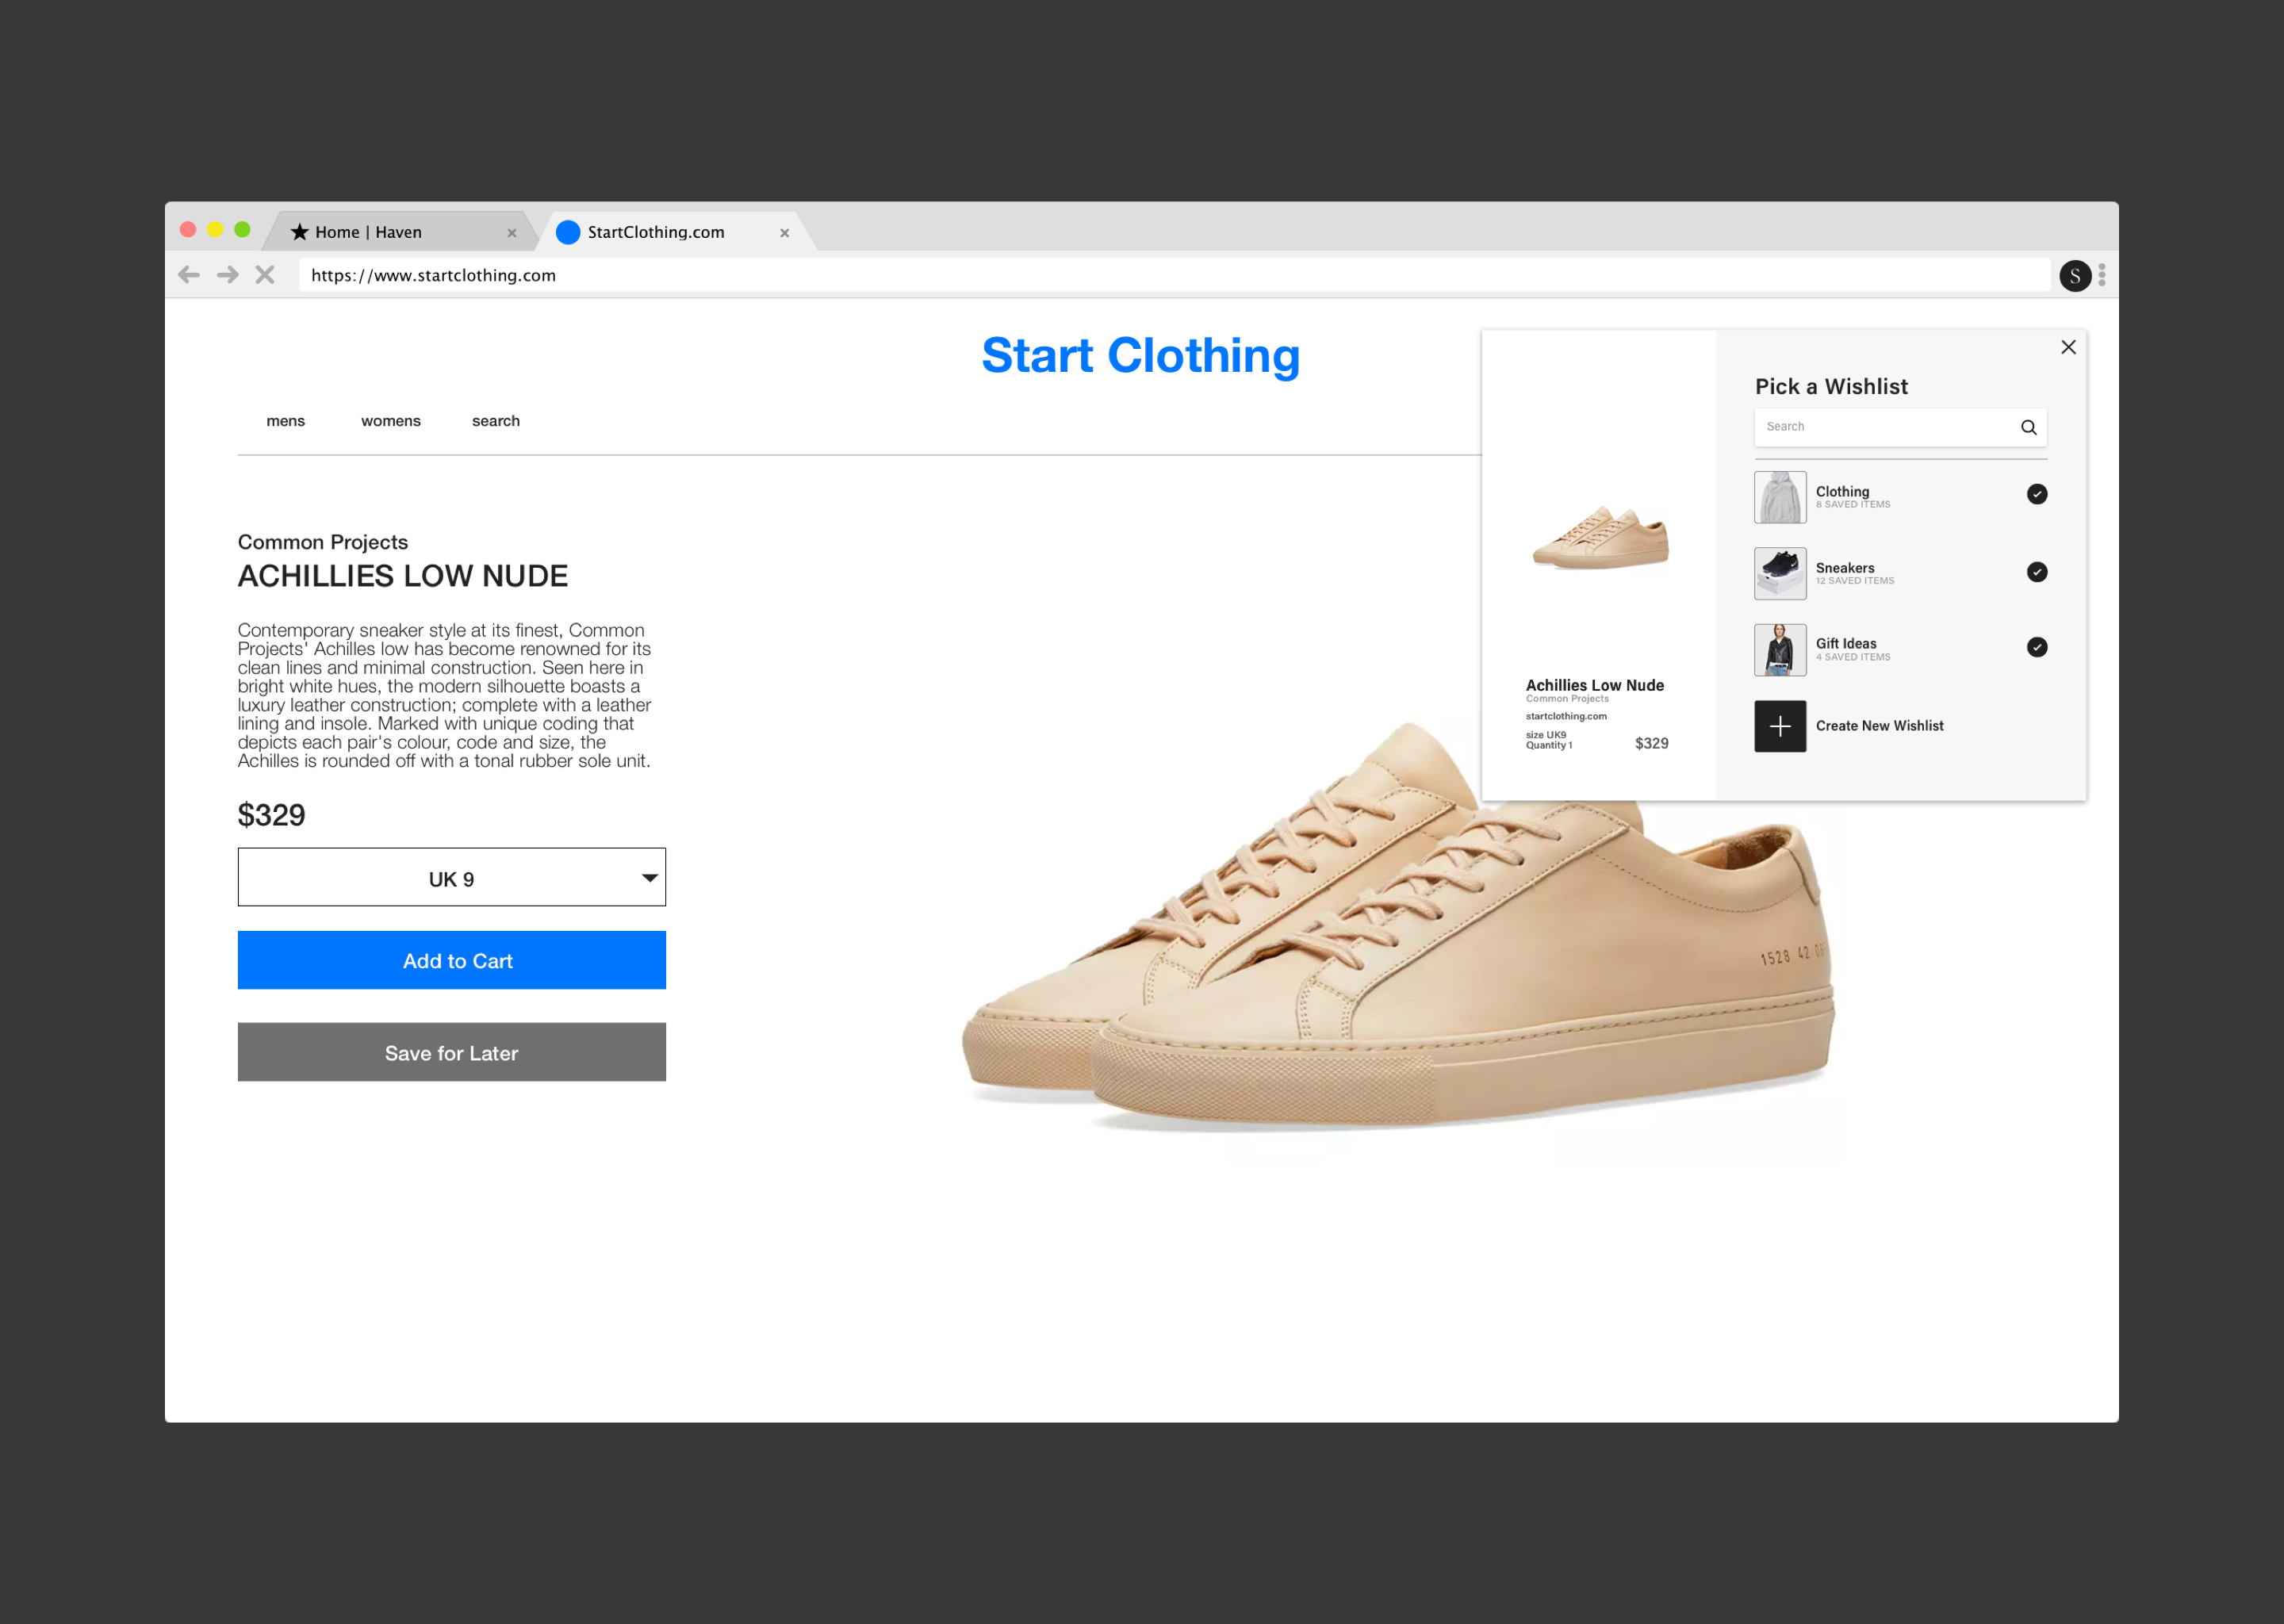 Home | Haven
StartClothing.com
https://www.startclothing.com
S
Start Clothing
mens
womens
search
Common Projects
ACHILLIES LOW NUDE
Contemporary sneaker style at its finest, Common
Projects' Achilles low has become renowned for its
clean lines and minimal construction. Seen here in
bright white hues, the modern silhouette boasts a
luxury leather construction; complete with a leather
lining and insole. Marked with unique coding that
depicts each pair's colour, code and size, the
Achilles is rounded off with a tonal rubber sole unit.
$329
UK 9
Add to Cart
Save for Later
1528 42
Achillies Low Nude
Common Projects
startclothing.com
size UK9
Quantity 1
$329
Pick a Wishlist
Search
Clothing
8 SAVED ITEMS
Sneakers
12 SAVED ITEMS
Gift Ideas
4 SAVED ITEMS
Create New Wishlist